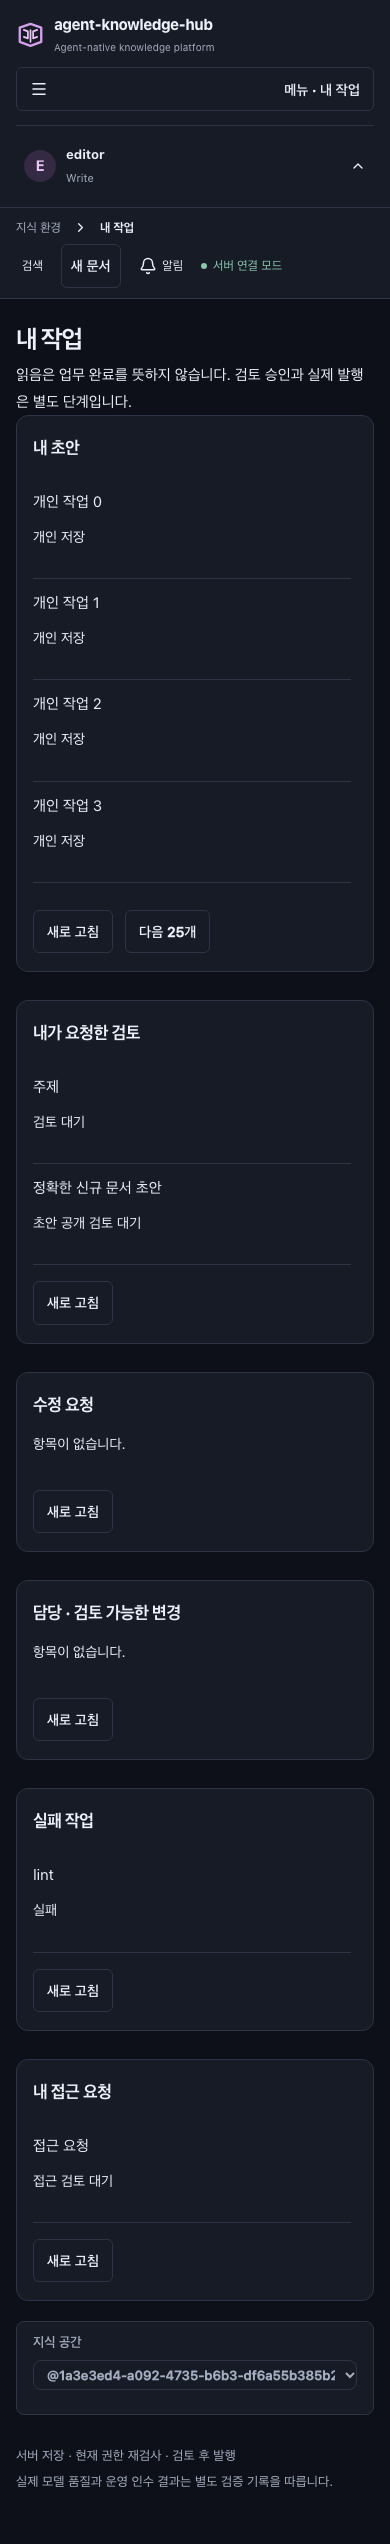 agent-knowledge-hub
Agent-native knowledge platform
메뉴 · 내 작업
E
editor
Write
지식 환경 > 내 작업
검색 새 문서 알림 서버 연결 모드
내 작업
읽음은 업무 완료를 뜻하지 않습니다. 검토 승인과 실제 발행
은 별도 단계입니다.
내 초안
개인 작업 0
개인 저장
개인 작업 1
개인 저장
개인 작업 2
개인 저장
개인 작업 3
개인 저장
새로 고침 다음 25개
내가 요청한 검토
주제
검토 대기
정확한 신규 문서 초안
초안 공개 검토 대기
새로 고침
수정 요청
항목이 없습니다.
새로 고침
담당 · 검토 가능한 변경
항목이 없습니다.
새로 고침
실패 작업
lint
실패
새로 고침
내 접근 요청
접근 요청
접근 검토 대기
새로 고침
지식 공간
@1a3e3ed4-a092-4735-b6b3-df6a55b385b2
서버 저장 · 현재 권한 재검사 · 검토 후 발행
실제 모델 품질과 운영 인수 결과는 별도 검증 기록을 따릅니다.